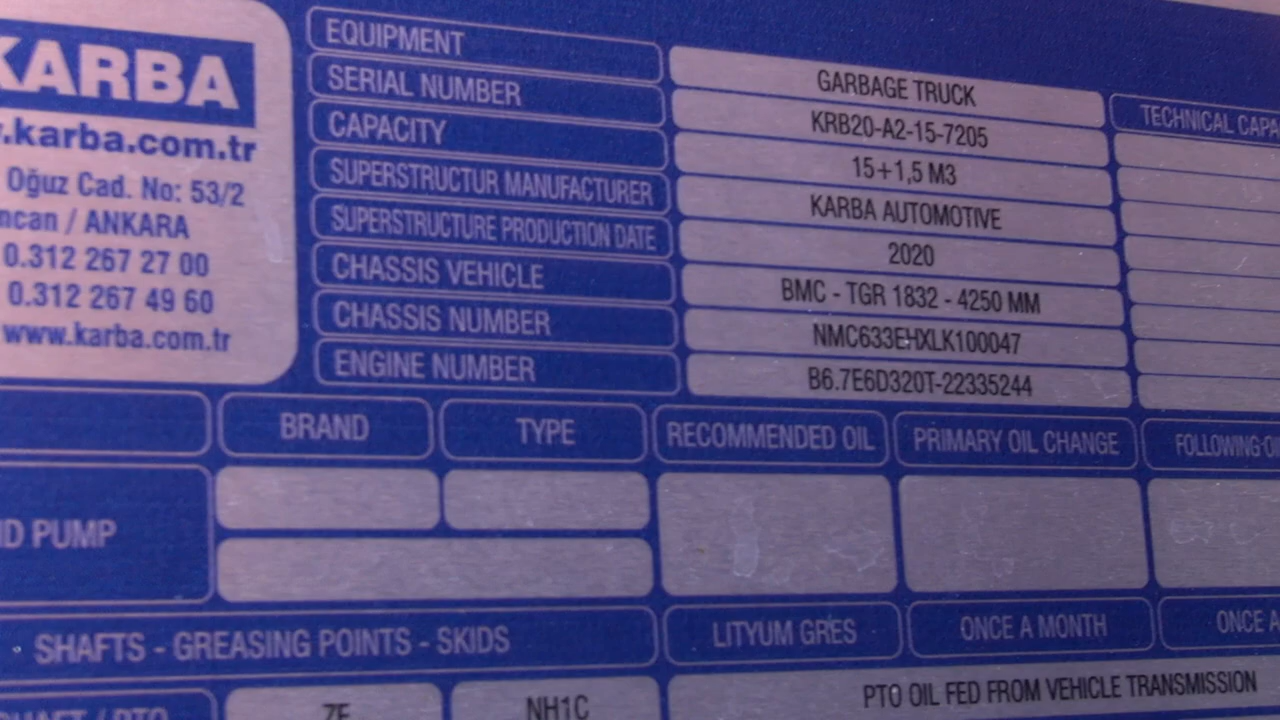 KARBA
.karba.com.tr
Oğuz Cad. No: 53/2
ncan / ANKARA
0.312 267 27 00
0.312 267 49 60
www.karba.com.tr
EQUIPMENT
GARBAGE TRUCK
SERIAL NUMBER
KRB20-A2-15-7205
CAPACITY
15+1,5 M3
SUPERSTRUCTUR MANUFACTURER
KARBA AUTOMOTIVE
SUPERSTRUCTURE PRODUCTION DATE
2020
CHASSIS VEHICLE
BMC - TGR 1832 - 4250 MM
CHASSIS NUMBER
NMC633EHXLK100047
ENGINE NUMBER
B6.7E6D320T-22335244
TECHNICAL CAPA
BRAND
TYPE
RECOMMENDED OIL
PRIMARY OIL CHANGE
FOLLOWING O
D PUMP
SHAFTS - GREASING POINTS - SKIDS
LITYUM GRES
ONCE A MONTH
ONCE A
SHAFT / PTO
ZF
NH1C
PTO OIL FED FROM VEHICLE TRANSMISSION